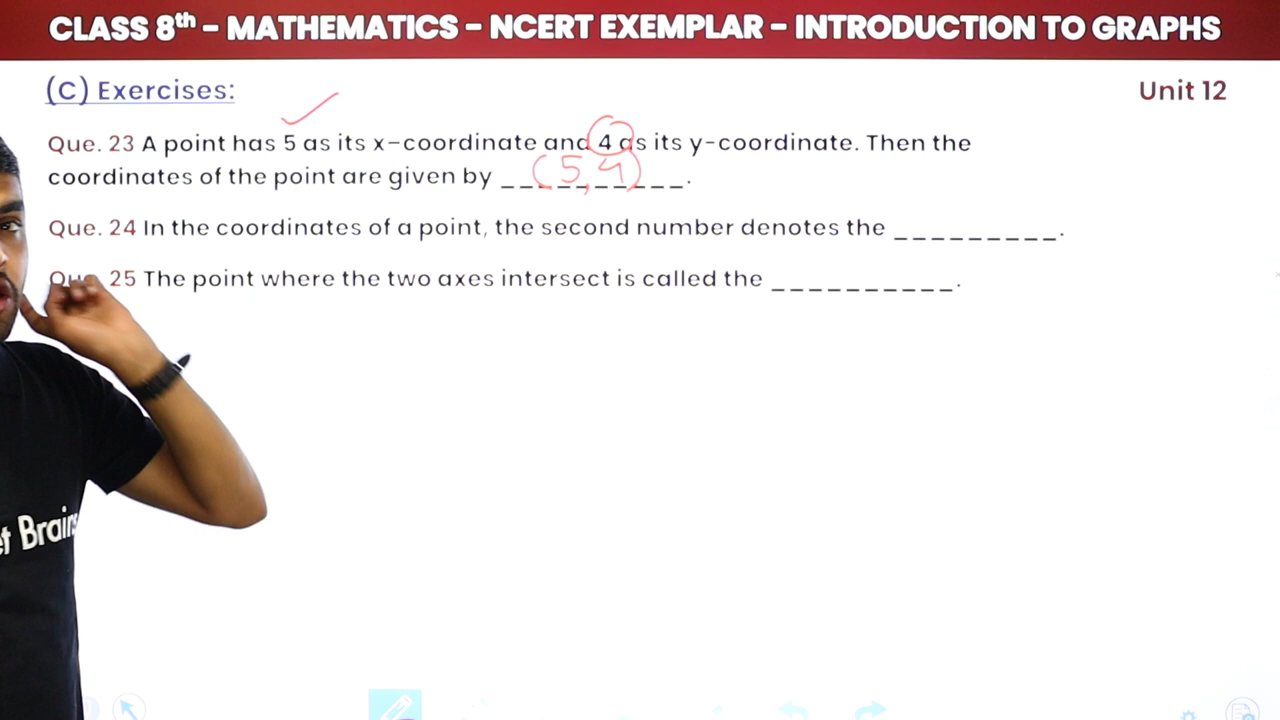 CLASS 8th - MATHEMATICS - NCERT EXEMPLAR - INTRODUCTION TO GRAPHS
(C) Exercises:
Unit 12
Que. 23 A point has 5 as its x-coordinate and 4 as its y-coordinate. Then the
(5,4)
coordinates of the point are given by __________.
Que. 24 In the coordinates of a point, the second number denotes the _________.
Que. 25 The point where the two axes intersect is called the __________.
t Brains